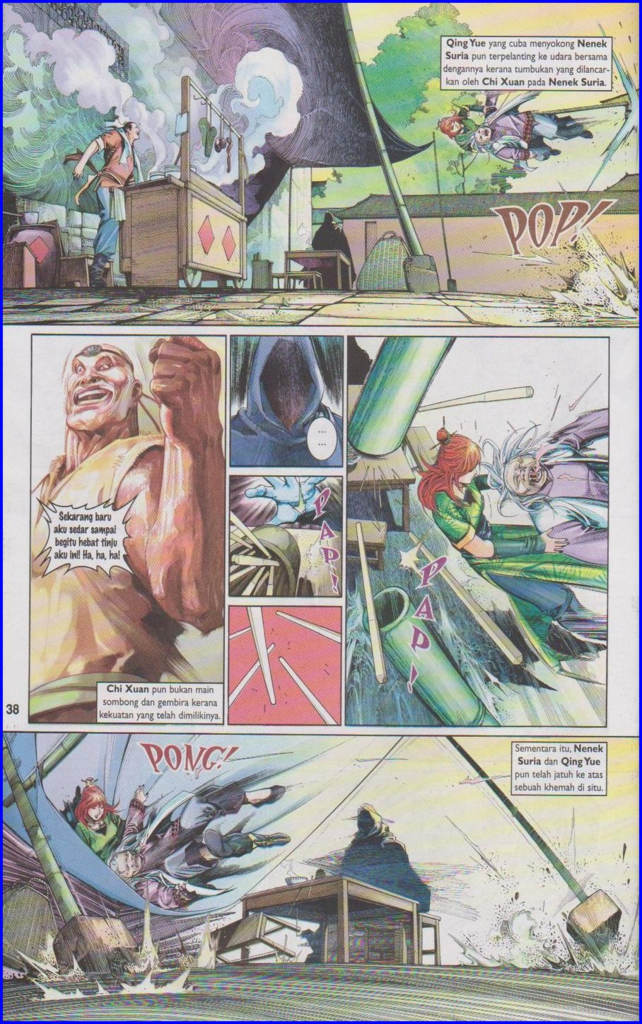 Qing Yue yang cuba menyokong Nenek
Suria pun terpelanting ke udara bersama
dengannya kerana tumbukan yang dilancar-
kan oleh Chi Xuan pada Nenek Suria.
POP!
Sekarang baru
aku sedar sampai
begitu hebat tinju
aku ini! Ha, ha, ha!
Chi Xuan pun bukan main
sombong dan gembira kerana
kekuatan yang telah dimilikinya.
...
...
PAP!
PAP!
38
PONG!
Sementara itu, Nenek
Suria dan Qing Yue
pun telah jatuh ke atas
sebuah khemah di situ.